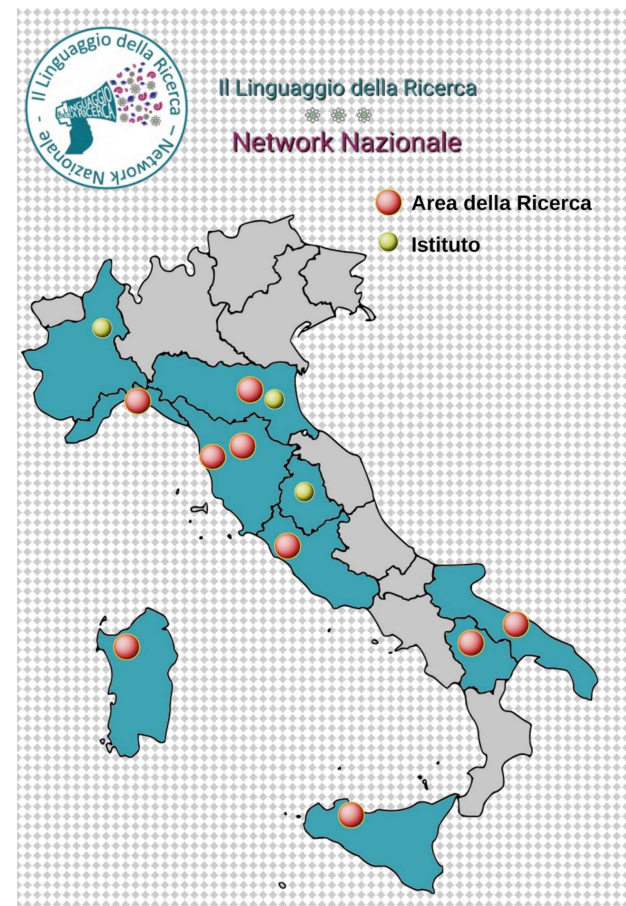 Il Linguaggio della Ricerca – Network Nazionale -
LINGUAGGIO
DELLA RICERCA
Il Linguaggio della Ricerca
Network Nazionale
Area della Ricerca
Istituto